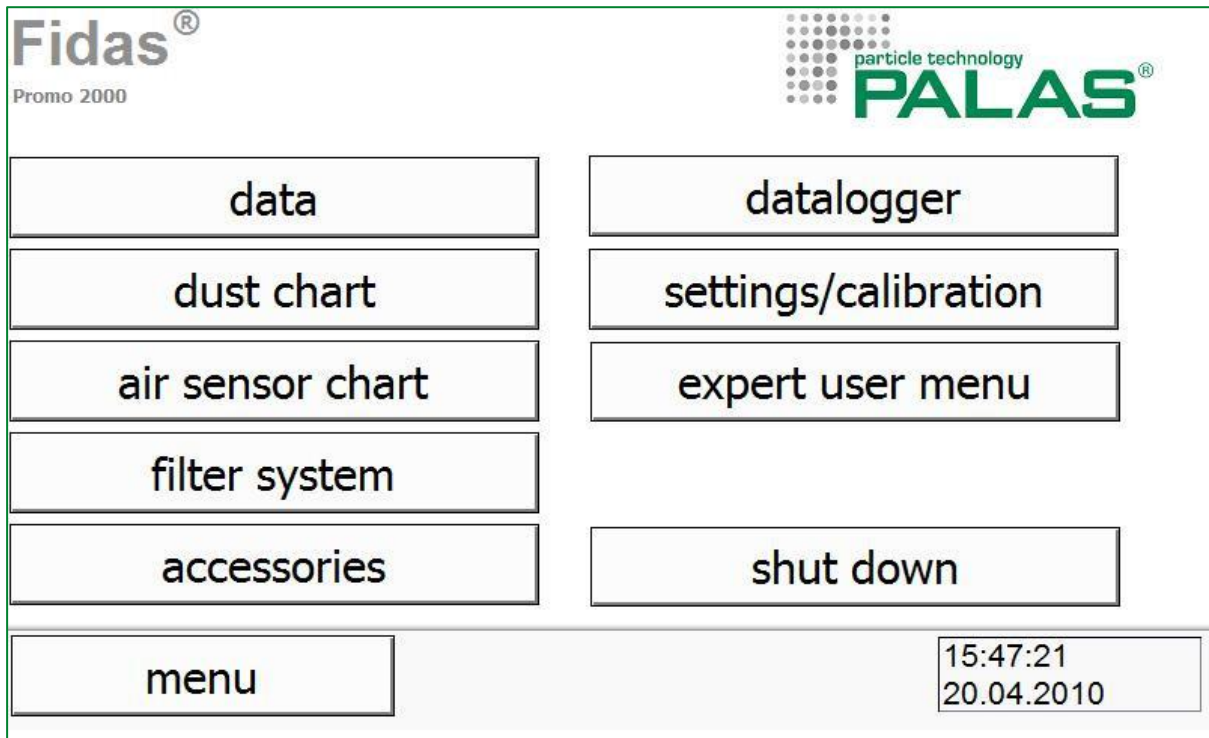 Fidas®
Promo 2000
particle technology
PALAS®
data
datalogger
dust chart
settings/calibration
air sensor chart
expert user menu
filter system
accessories
shut down
menu
15:47:21
20.04.2010